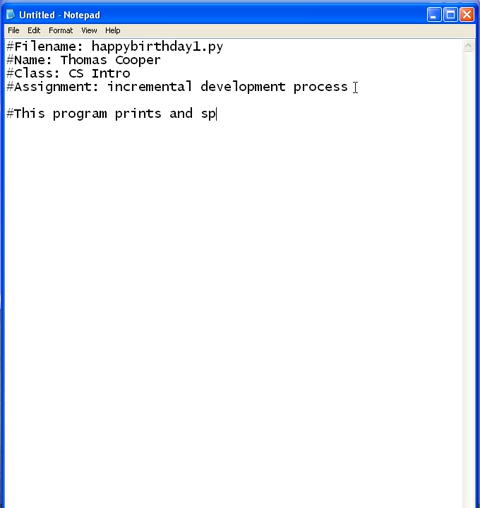 Untitled - Notepad
File Edit Format View Help
#Filename: happybirthday1.py
#Name: Thomas Cooper
#Class: CS Intro
#Assignment: incremental development process
#This program prints and sp